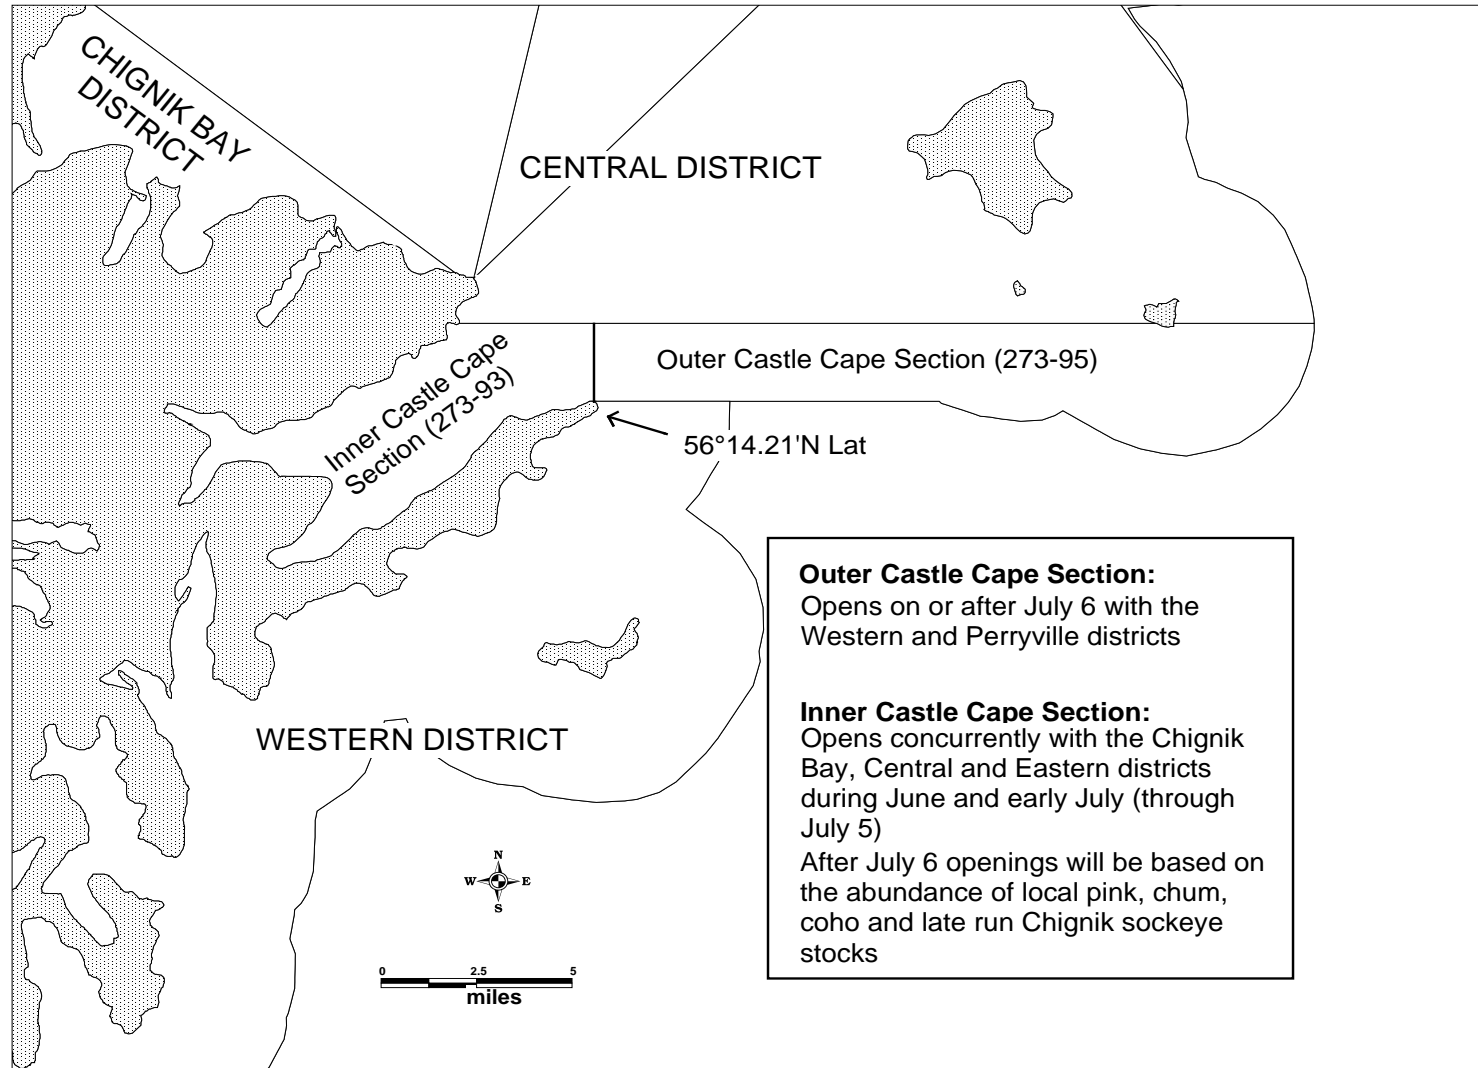 CHIGNIK BAY
DISTRICT
CENTRAL DISTRICT
Outer Castle Cape Section (273-95)
Inner Castle Cape
Section (273-93)
56°14.21'N Lat
WESTERN DISTRICT
Outer Castle Cape Section:
Opens on or after July 6 with the
Western and Perryville districts
Inner Castle Cape Section:
Opens concurrently with the Chignik
Bay, Central and Eastern districts
during June and early July (through
July 5)
After July 6 openings will be based on
the abundance of local pink, chum,
coho and late run Chignik sockeye
stocks
N
W E
S
0 2.5 5
miles